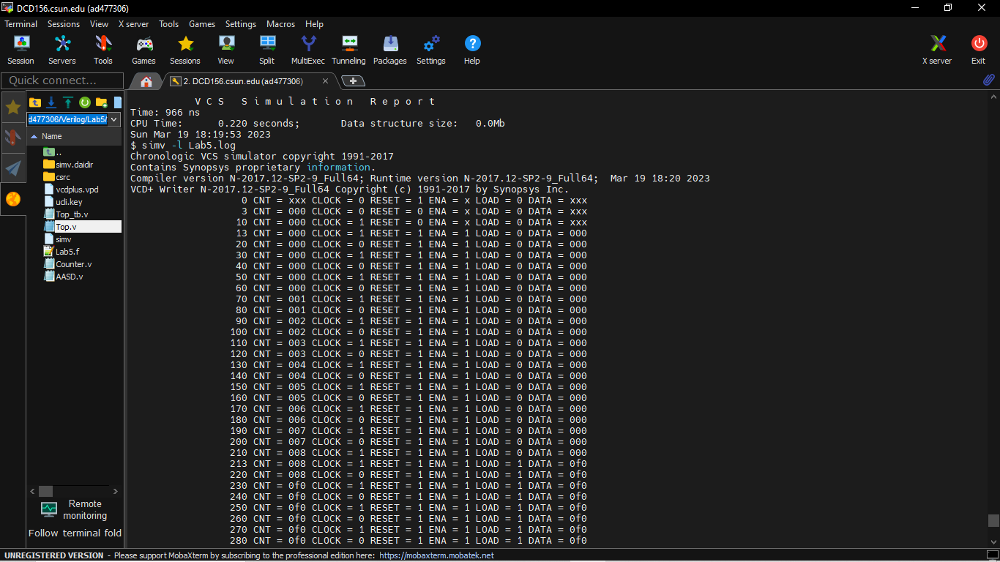 DCD156.csun.edu (ad477306)
Terminal Sessions View X server Tools Games Settings Macros Help
Session Servers Tools Games Sessions View Split MultiExec Tunneling Packages Settings Help X server Exit
Quick connect...
2. DCD156.csun.edu (ad477306)
d477306/Verilog/Lab5/
Name
..
simv.daidir
csrc
vcdplus.vpd
ucli.key
Top_tb.v
Top.v
simv
Lab5.f
Counter.v
AASD.v
Remote
monitoring
Follow terminal fold
V C S S i m u l a t i o n R e p o r t
Time: 966 ns
CPU Time: 0.220 seconds; Data structure size: 0.0Mb
Sun Mar 19 18:19:53 2023
$ simv -l Lab5.log
Chronologic VCS simulator copyright 1991-2017
Contains Synopsys proprietary information.
Compiler version N-2017.12-SP2-9_Full64; Runtime version N-2017.12-SP2-9_Full64; Mar 19 18:20 2023
VCD+ Writer N-2017.12-SP2-9_Full64 Copyright (c) 1991-2017 by Synopsys Inc.
0 CNT = xxx CLOCK = 0 RESET = 1 ENA = x LOAD = 0 DATA = xxx
3 CNT = 000 CLOCK = 0 RESET = 0 ENA = x LOAD = 0 DATA = xxx
10 CNT = 000 CLOCK = 1 RESET = 0 ENA = x LOAD = 0 DATA = xxx
13 CNT = 000 CLOCK = 1 RESET = 1 ENA = 1 LOAD = 0 DATA = 000
20 CNT = 000 CLOCK = 0 RESET = 1 ENA = 1 LOAD = 0 DATA = 000
30 CNT = 000 CLOCK = 1 RESET = 1 ENA = 1 LOAD = 0 DATA = 000
40 CNT = 000 CLOCK = 0 RESET = 1 ENA = 1 LOAD = 0 DATA = 000
50 CNT = 000 CLOCK = 1 RESET = 1 ENA = 1 LOAD = 0 DATA = 000
60 CNT = 000 CLOCK = 0 RESET = 1 ENA = 1 LOAD = 0 DATA = 000
70 CNT = 001 CLOCK = 1 RESET = 1 ENA = 1 LOAD = 0 DATA = 000
80 CNT = 001 CLOCK = 0 RESET = 1 ENA = 1 LOAD = 0 DATA = 000
90 CNT = 002 CLOCK = 1 RESET = 1 ENA = 1 LOAD = 0 DATA = 000
100 CNT = 002 CLOCK = 0 RESET = 1 ENA = 1 LOAD = 0 DATA = 000
110 CNT = 003 CLOCK = 1 RESET = 1 ENA = 1 LOAD = 0 DATA = 000
120 CNT = 003 CLOCK = 0 RESET = 1 ENA = 1 LOAD = 0 DATA = 000
130 CNT = 004 CLOCK = 1 RESET = 1 ENA = 1 LOAD = 0 DATA = 000
140 CNT = 004 CLOCK = 0 RESET = 1 ENA = 1 LOAD = 0 DATA = 000
150 CNT = 005 CLOCK = 1 RESET = 1 ENA = 1 LOAD = 0 DATA = 000
160 CNT = 005 CLOCK = 0 RESET = 1 ENA = 1 LOAD = 0 DATA = 000
170 CNT = 006 CLOCK = 1 RESET = 1 ENA = 1 LOAD = 0 DATA = 000
180 CNT = 006 CLOCK = 0 RESET = 1 ENA = 1 LOAD = 0 DATA = 000
190 CNT = 007 CLOCK = 1 RESET = 1 ENA = 1 LOAD = 0 DATA = 000
200 CNT = 007 CLOCK = 0 RESET = 1 ENA = 1 LOAD = 0 DATA = 000
210 CNT = 008 CLOCK = 1 RESET = 1 ENA = 1 LOAD = 0 DATA = 000
213 CNT = 008 CLOCK = 1 RESET = 1 ENA = 1 LOAD = 1 DATA = 0f0
220 CNT = 008 CLOCK = 0 RESET = 1 ENA = 1 LOAD = 1 DATA = 0f0
230 CNT = 0f0 CLOCK = 1 RESET = 1 ENA = 1 LOAD = 1 DATA = 0f0
240 CNT = 0f0 CLOCK = 0 RESET = 1 ENA = 1 LOAD = 1 DATA = 0f0
250 CNT = 0f0 CLOCK = 1 RESET = 1 ENA = 1 LOAD = 1 DATA = 0f0
260 CNT = 0f0 CLOCK = 0 RESET = 1 ENA = 1 LOAD = 1 DATA = 0f0
270 CNT = 0f0 CLOCK = 1 RESET = 1 ENA = 1 LOAD = 1 DATA = 0f0
280 CNT = 0f0 CLOCK = 0 RESET = 1 ENA = 1 LOAD = 1 DATA = 0f0
UNREGISTERED VERSION - Please support MobaXterm by subscribing to the professional edition here: https://mobaxterm.mobatek.net